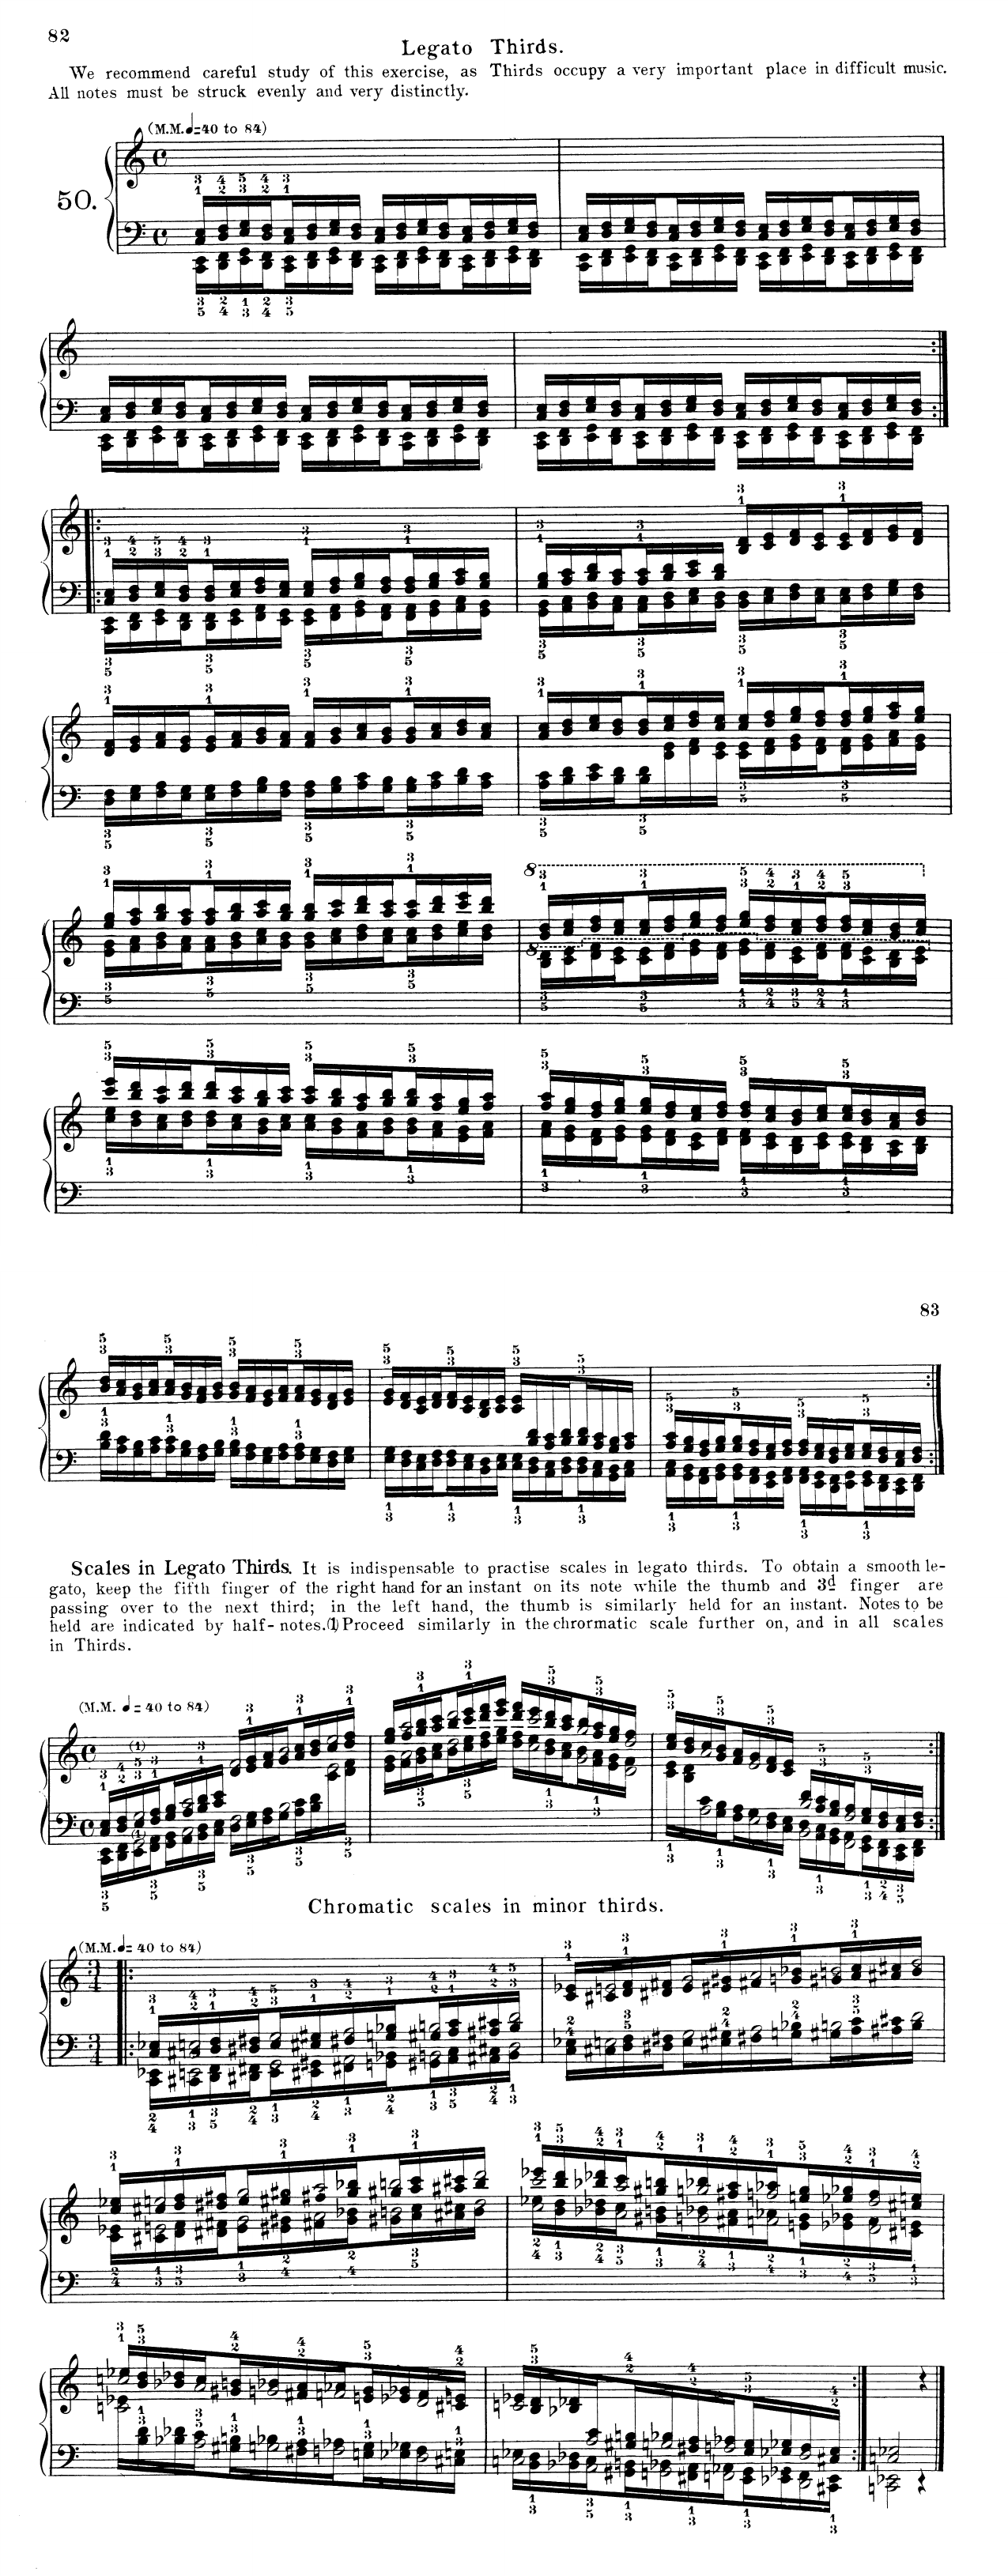 82
Legato Thirds.
We recommend careful study of this exercise, as Thirds occupy a very important place in difficult music.
All notes must be struck evenly and very distinctly.
(M.M. ♩=40 to 84)
50.
83
Scales in Legato Thirds. It is indispensable to practise scales in legato thirds. To obtain a smooth le-
gato, keep the fifth finger of the right hand for an instant on its note while the thumb and 3d finger are
passing over to the next third; in the left hand, the thumb is similarly held for an instant. Notes to be
held are indicated by half-notes.(1) Proceed similarly in the chrormatic scale further on, and in all scales
in Thirds.
(M.M. ♩=40 to 84)
(1)
(1)
Chromatic scales in minor thirds.
(M.M. ♩=40 to 84)